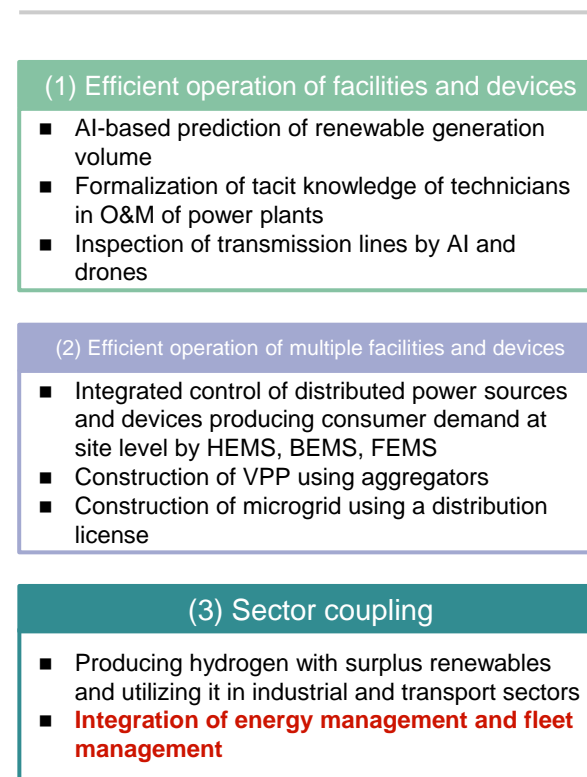 (1) Efficient operation of facilities and devices
■ AI-based prediction of renewable generation
volume
■ Formalization of tacit knowledge of technicians
in O&M of power plants
■ Inspection of transmission lines by AI and
drones
(2) Efficient operation of multiple facilities and devices
■ Integrated control of distributed power sources
and devices producing consumer demand at
site level by HEMS, BEMS, FEMS
■ Construction of VPP using aggregators
■ Construction of microgrid using a distribution
license
(3) Sector coupling
■ Producing hydrogen with surplus renewables
and utilizing it in industrial and transport sectors
■ Integration of energy management and fleet
management